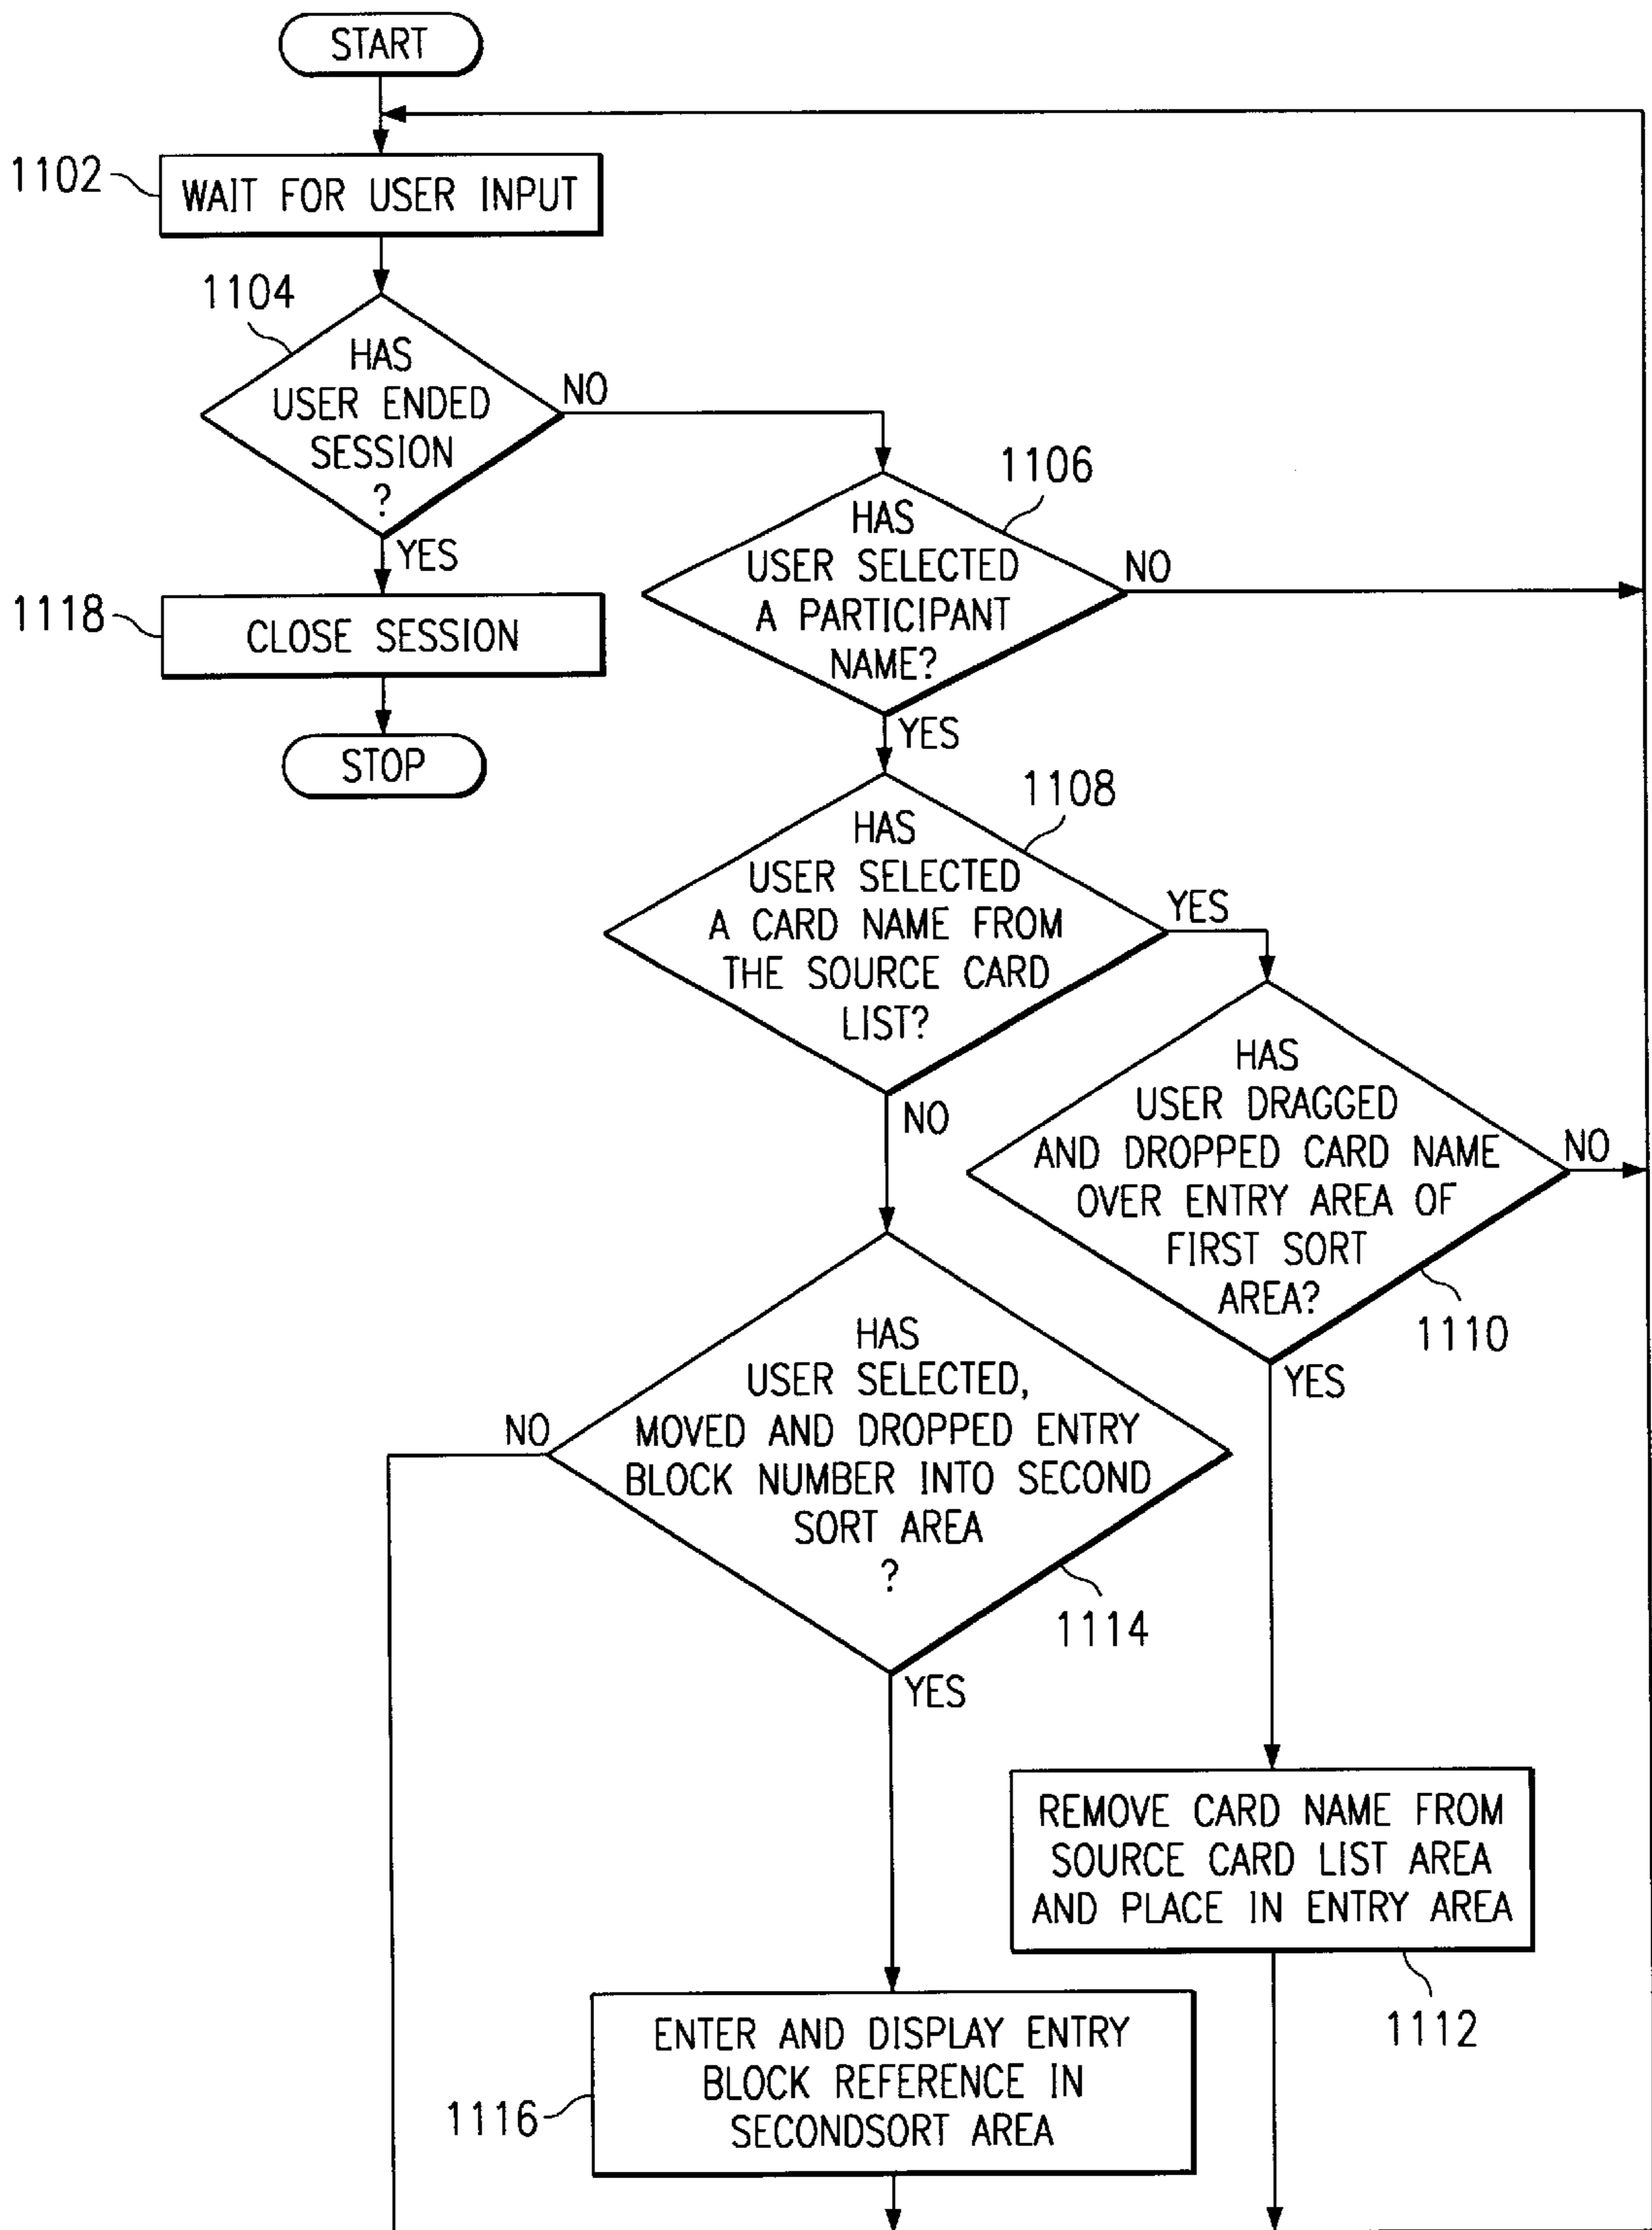 START
1102
WAIT FOR USER INPUT
1104
HAS
USER ENDED
SESSION
?
NO
YES
1118
CLOSE SESSION
STOP
1106
HAS
USER SELECTED
A PARTICIPANT
NAME?
NO
YES
1108
HAS
USER SELECTED
A CARD NAME FROM
THE SOURCE CARD
LIST?
YES
NO
HAS
USER DRAGGED
AND DROPPED CARD NAME
OVER ENTRY AREA OF
FIRST SORT
AREA?
NO
1110
YES
HAS
USER SELECTED,
MOVED AND DROPPED ENTRY
BLOCK NUMBER INTO SECOND
SORT AREA
?
NO
1114
YES
REMOVE CARD NAME FROM
SOURCE CARD LIST AREA
AND PLACE IN ENTRY AREA
1112
ENTER AND DISPLAY ENTRY
BLOCK REFERENCE IN
SECONDSORT AREA
1116